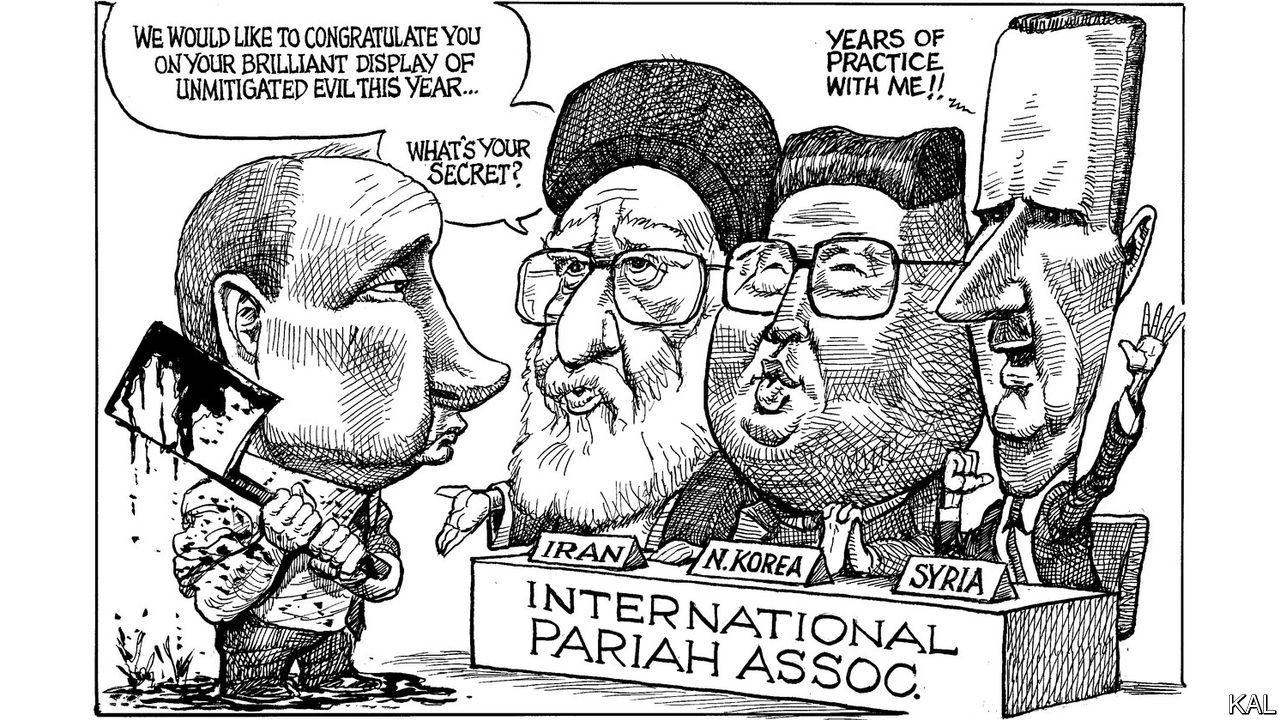 WE WOULD LIKE TO CONGRATULATE YOU
ON YOUR BRILLIANT DISPLAY OF
UNMITIGATED EVIL THIS YEAR...
WHAT'S YOUR
SECRET?
YEARS OF
PRACTICE
WITH ME!!
IRAN
N. KOREA
SYRIA
INTERNATIONAL
PARIAH ASSOC.
KAL